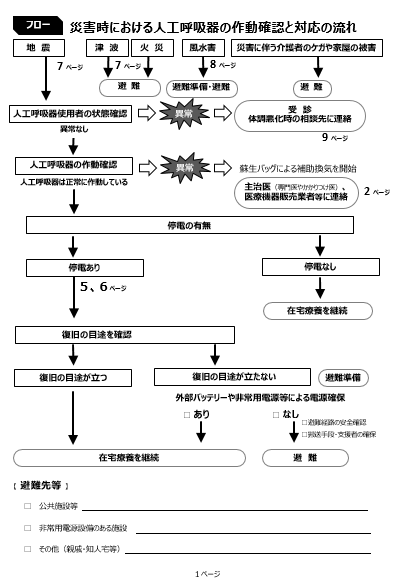 フロー 災害時における人工呼吸器の作動確認と対応の流れ
地 震 津 波 火 災 風水害 災害に伴う介護者のケガや家屋の被害
7 ページ 7 ページ 8 ページ
避 難 避難準備・避難 避 難
人工呼吸器使用者の状態確認 異常 受 診
体調悪化時の相談先に連絡
異常なし 9 ページ
人工呼吸器の作動確認 異常 蘇生バッグによる補助換気を開始
人工呼吸器は正常に作動している
主治医（専門医やかかりつけ医）、
医療機器販売業者等に連絡 2 ページ
停電の有無
停電あり 停電なし
5、6 ページ
在宅療養を継続
復旧の目途を確認
復旧の目途が立つ 復旧の目途が立たない 避難準備
外部バッテリーや非常用電源等による電源確保
□ あり □ なし
□避難経路の安全確認
□搬送手段・支援者の確保
在宅療養を継続 避 難
【 避難先等 】
□ 公共施設等
□ 非常用電源設備のある施設
□ その他（親戚・知人宅等）
1 ページ